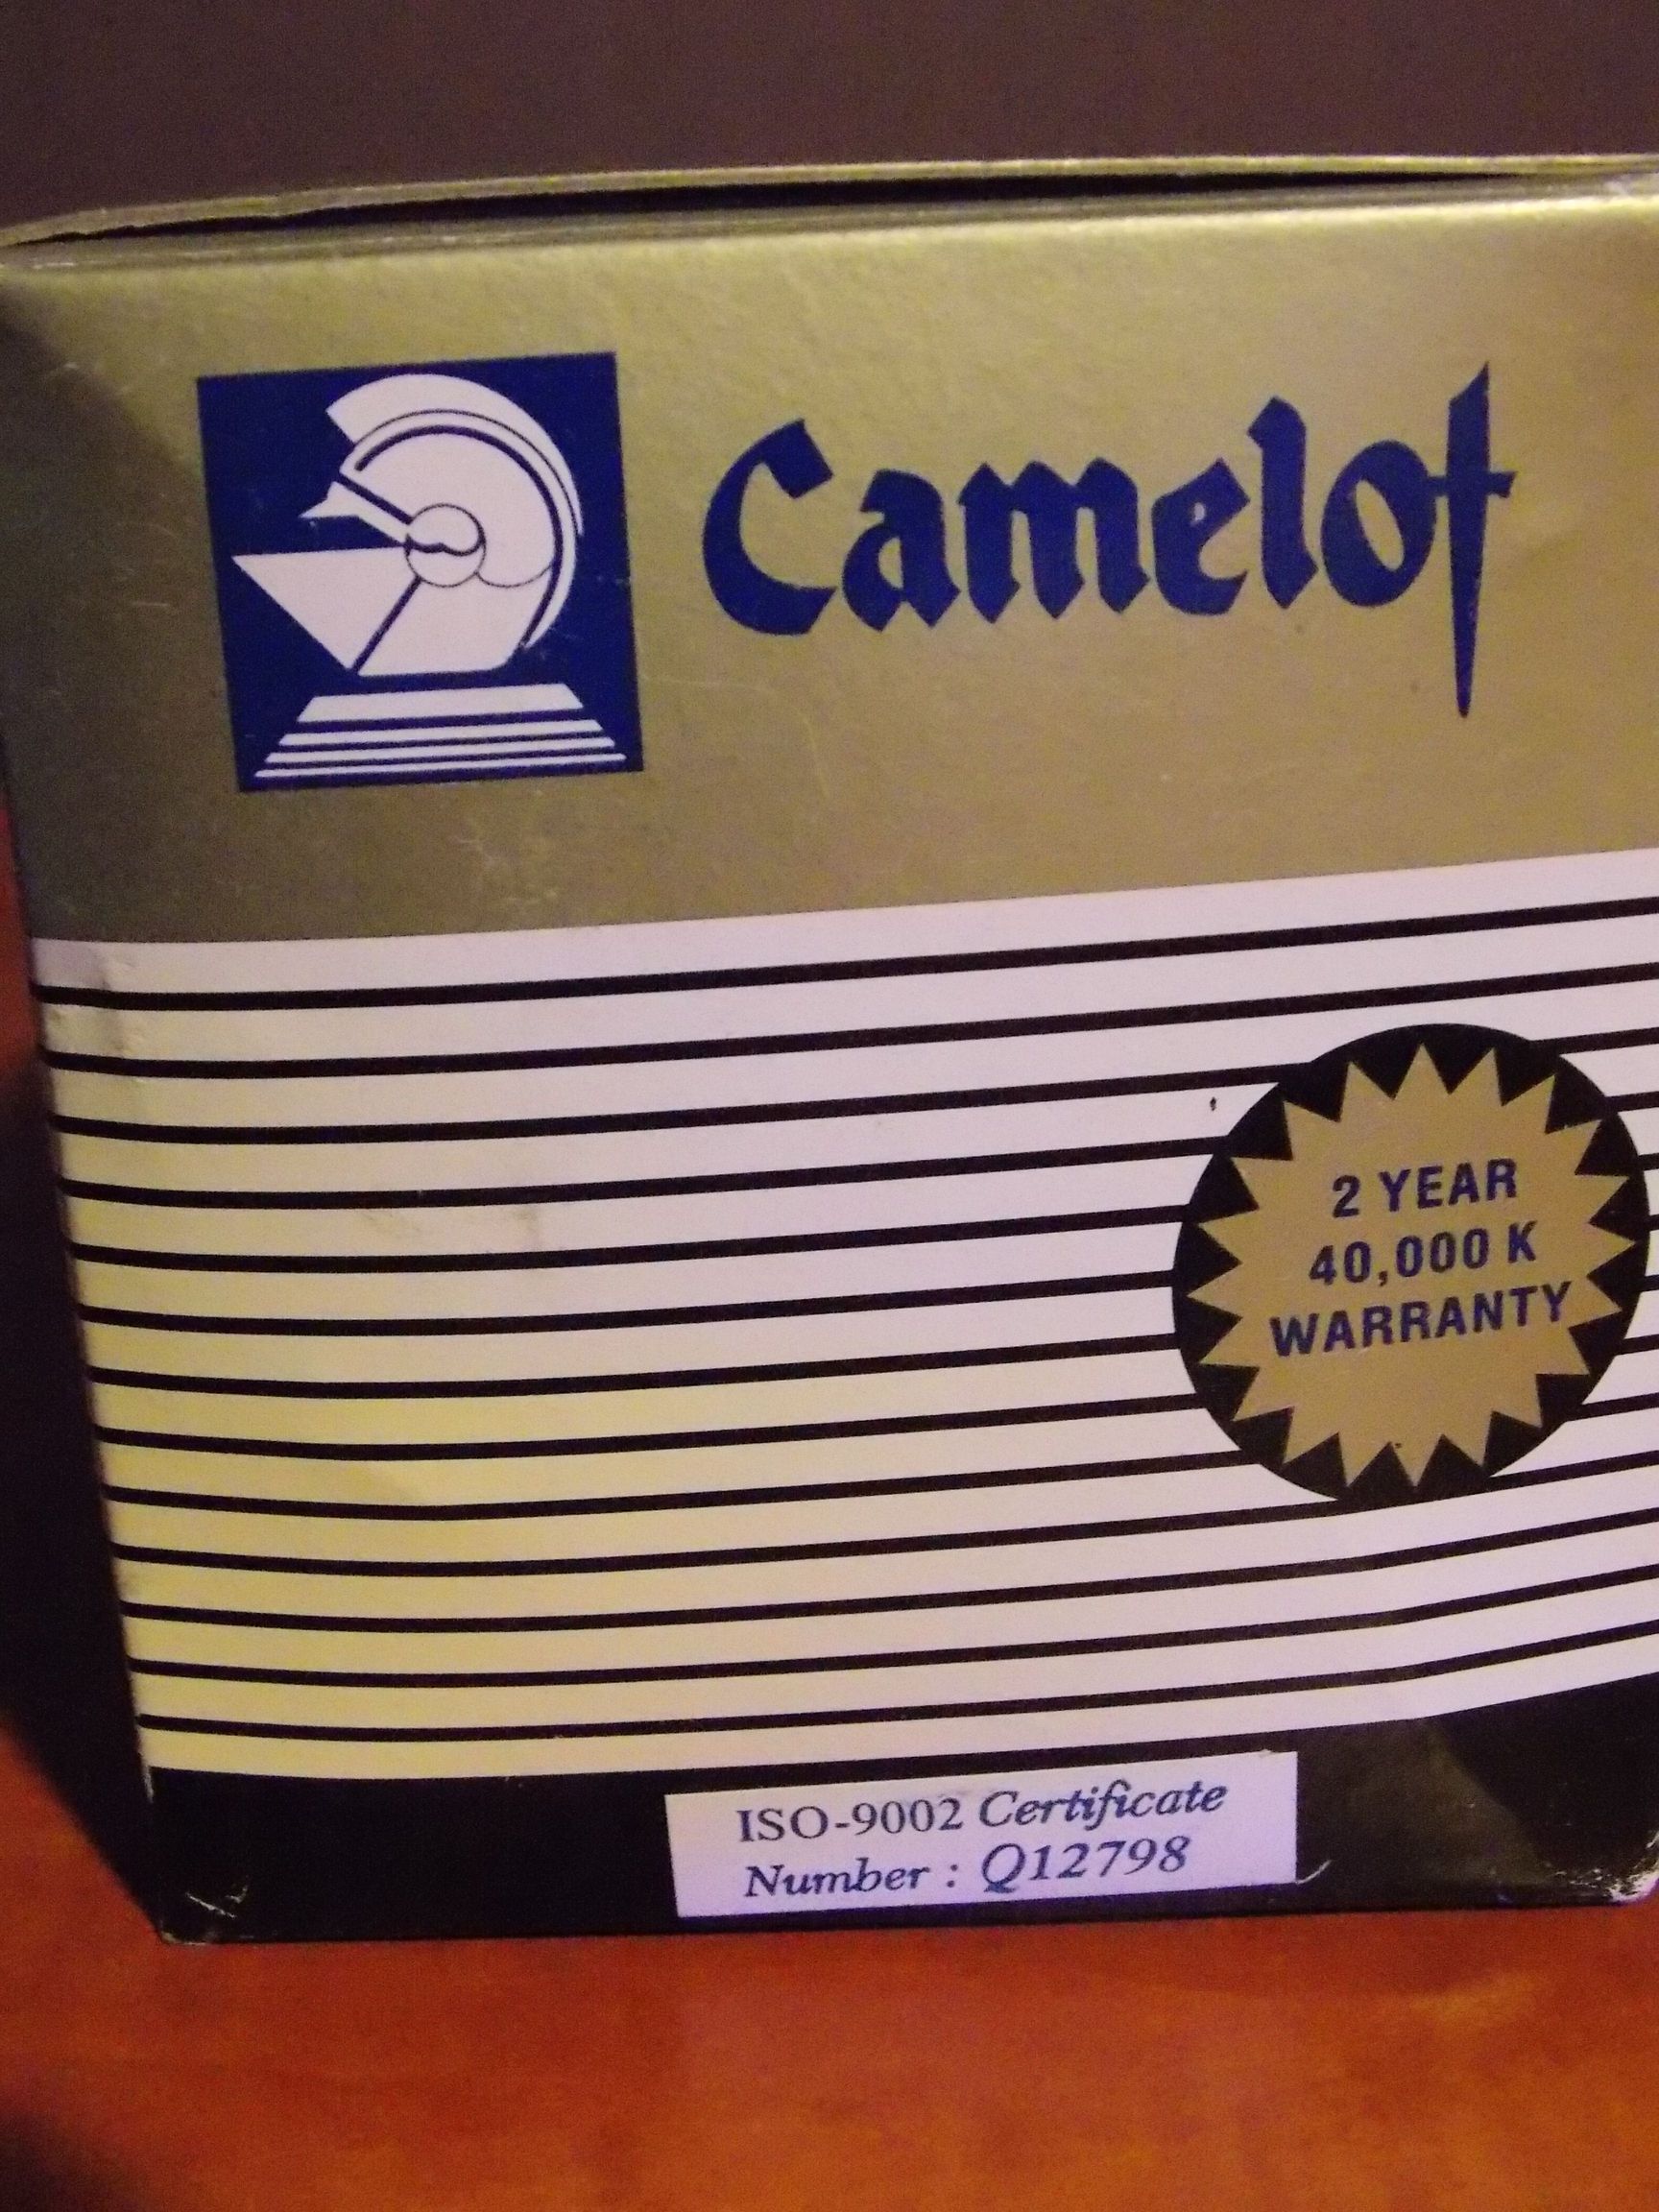 Camelot
2 YEAR
40,000 K
WARRANTY
ISO-9002 Certificate
Number : Q12798